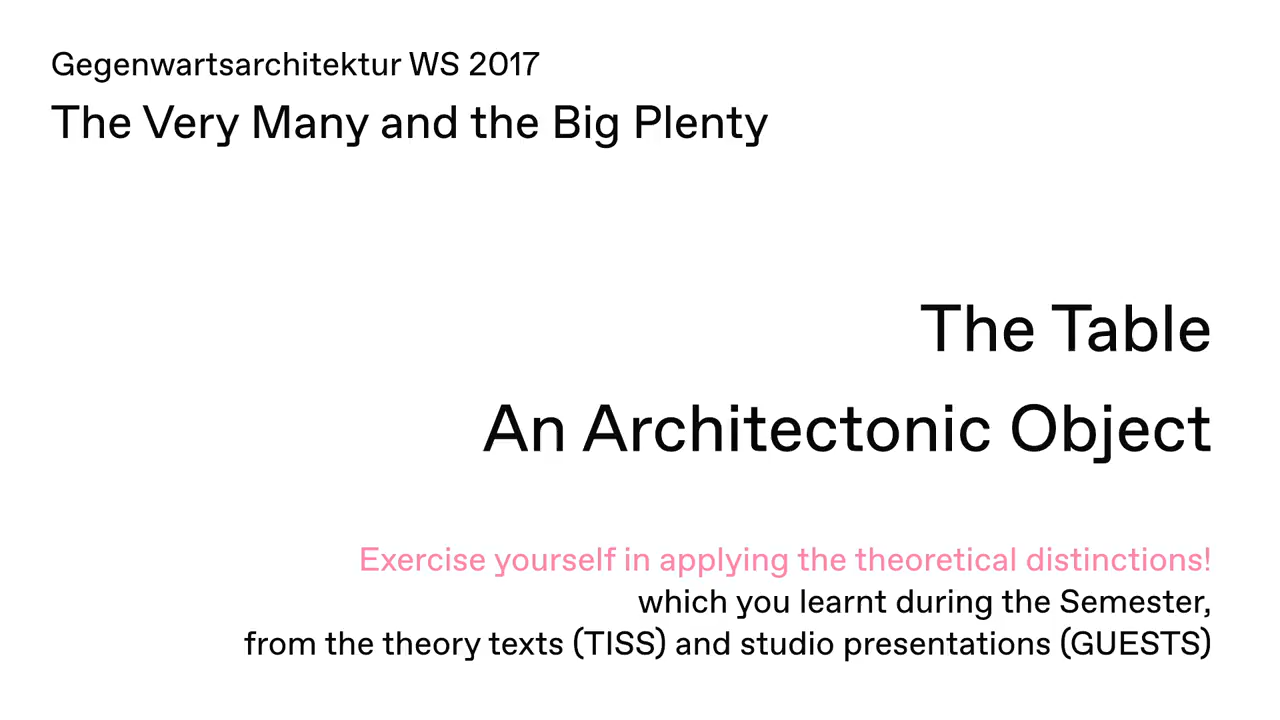 Gegenwartsarchitektur WS 2017
The Very Many and the Big Plenty
The Table
An Architectonic Object
Exercise yourself in applying the theoretical distinctions!
which you learnt during the Semester,
from the theory texts (TISS) and studio presentations (GUESTS)